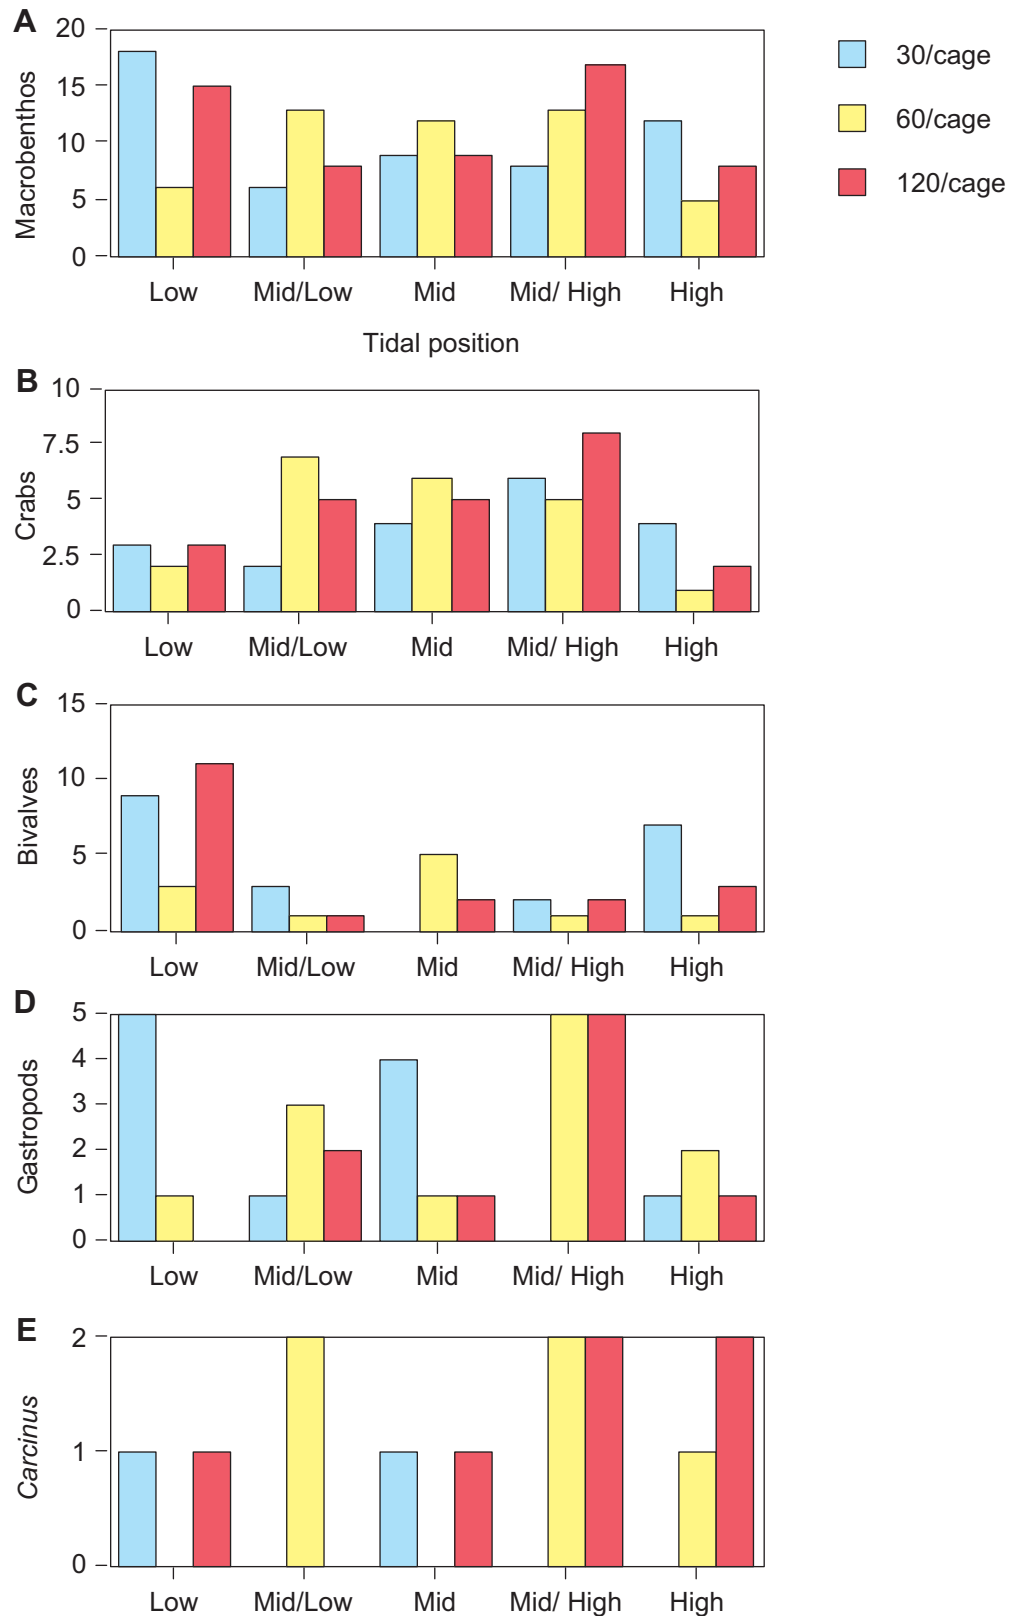 A
Macrobenthos
20
15
10
5
0
Low Mid/Low Mid Mid/ High High
Tidal position
30/cage
60/cage
120/cage
B
Crabs
10
7.5
5
2.5
0
Low Mid/Low Mid Mid/ High High
C
Bivalves
15
10
5
0
Low Mid/Low Mid Mid/ High High
D
Gastropods
5
4
3
2
1
0
Low Mid/Low Mid Mid/ High High
E
Carcinus
2
1
0
Low Mid/Low Mid Mid/ High High